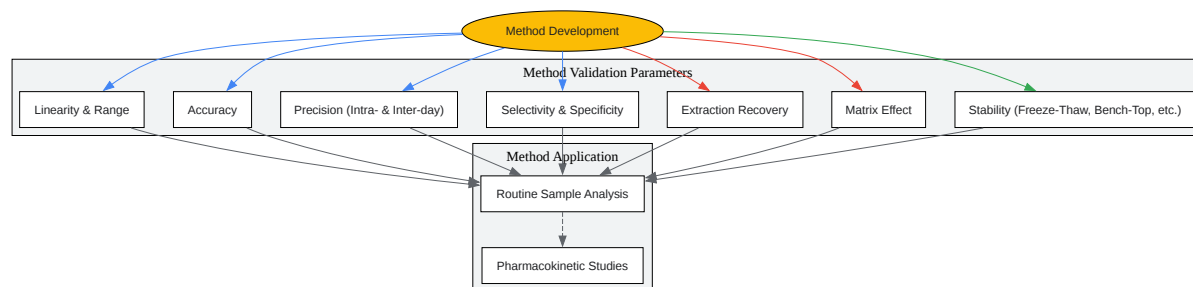 Method Development
Method Validation Parameters
Linearity & Range
Accuracy
Precision (Intra- & Inter-day)
Selectivity & Specificity
Extraction Recovery
Matrix Effect
Stability (Freeze-Thaw, Bench-Top, etc.)
Method Application
Routine Sample Analysis
Pharmacokinetic Studies